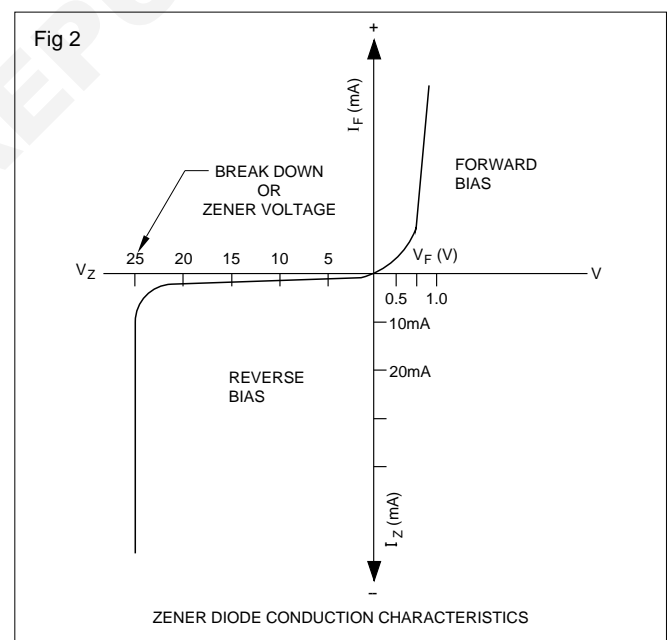 Fig 2
+
I_F (mA)
FORWARD
BIAS
BREAK DOWN
OR
ZENER VOLTAGE
V_Z 25 20 15 10 5 V_F (V) V
0.5 1.0
10mA
20mA
REVERSE
BIAS
I_Z (mA)
–
ZENER DIODE CONDUCTION CHARACTERISTICS